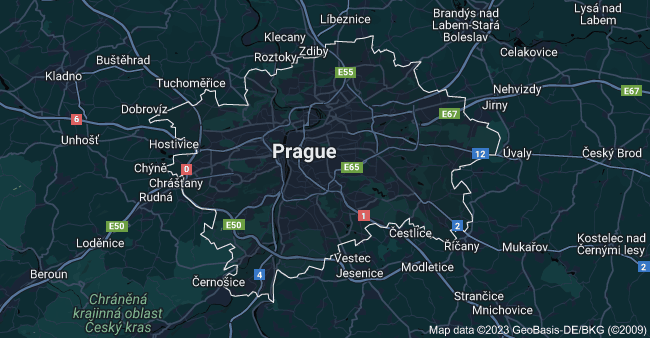 Líbeznice
Brandýs nad
Labem-Stará
Boleslav
Lysá nad
Labem
Klecany
Zdiby
Roztoky
Celakovice
Buštěhrad
Kladno
E55
Tuchoměřice
Nehvizdy
E67
Dobrovíz
Jirny
E67
6
Unhošť
Hostivice
Prague
12
Úvaly
Český Brod
Chýně
0
E65
Chrášťany
Rudná
1
E50
E50
2
Čestlice
Říčany
Loděnice
Mukařov
Kostelec nad
Černými lesy
Vestec
Beroun
4
Jesenice
Modletice
2
Černošice
Chráněná
krajinná oblast
Český kras
Strančice
Mnichovice
Map data ©2023 GeoBasis-DE/BKG (©2009)